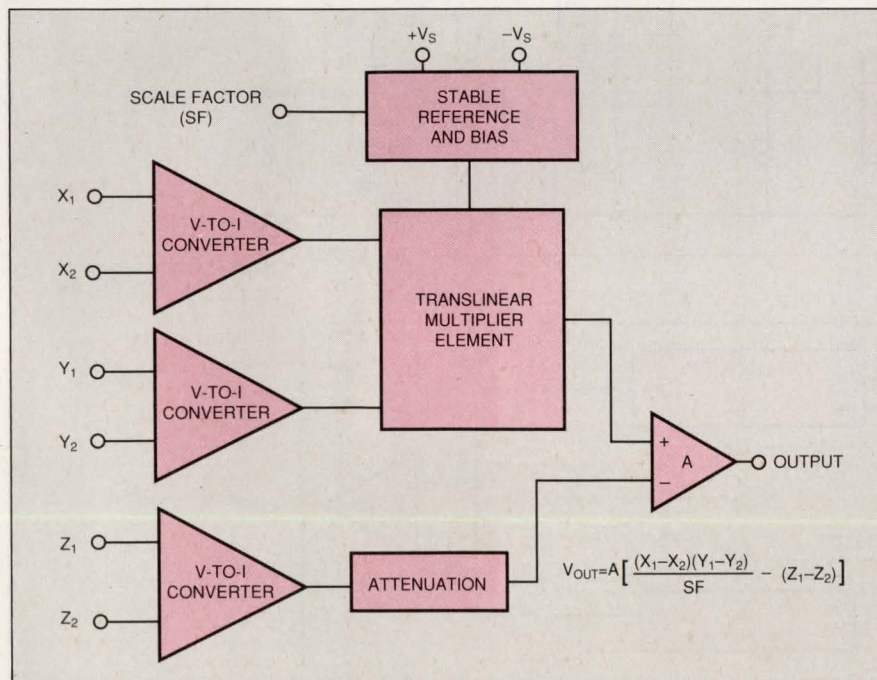 +Vₛ
−Vₛ
SCALE FACTOR
(SF)
STABLE
REFERENCE
AND BIAS
X₁
X₂
V-TO-I
CONVERTER
TRANSLINEAR
MULTIPLIER
ELEMENT
Y₁
Y₂
V-TO-I
CONVERTER
+
−
A
OUTPUT
Z₁
Z₂
V-TO-I
CONVERTER
ATTENUATION
V_OUT=A[(X₁−X₂)(Y₁−Y₂)/SF − (Z₁−Z₂)]